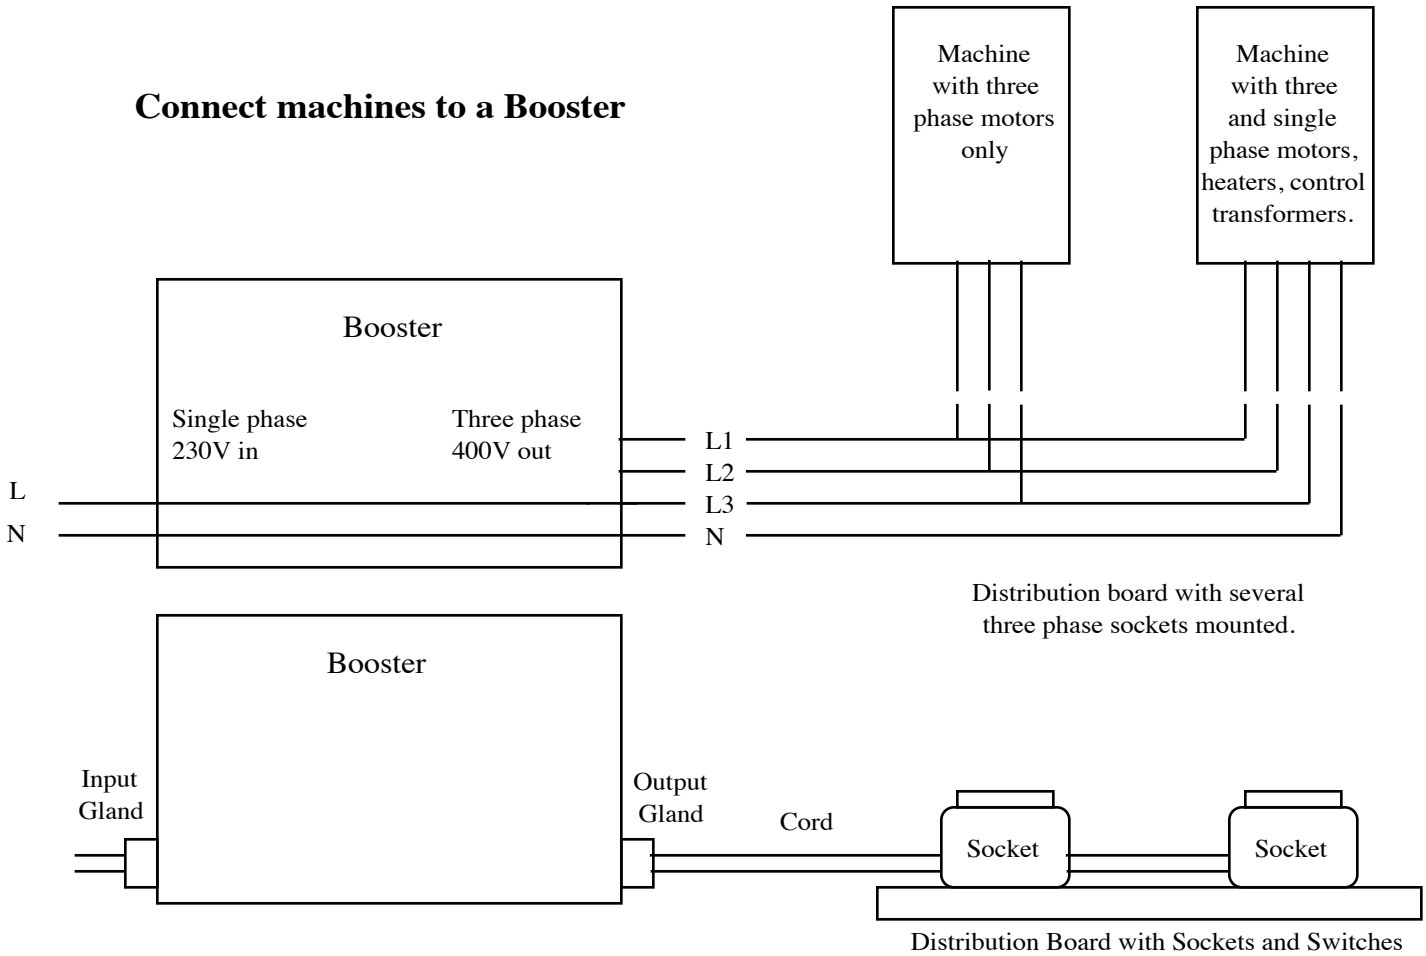 Connect machines to a Booster
Machine
with three
phase motors
only
Machine
with three
and single
phase motors,
heaters, control
transformers.
Booster
Single phase
230V in
Three phase
400V out
L
N
L1
L2
L3
N
Distribution board with several
three phase sockets mounted.
Booster
Input
Gland
Output
Gland
Cord
Socket
Socket
Distribution Board with Sockets and Switches